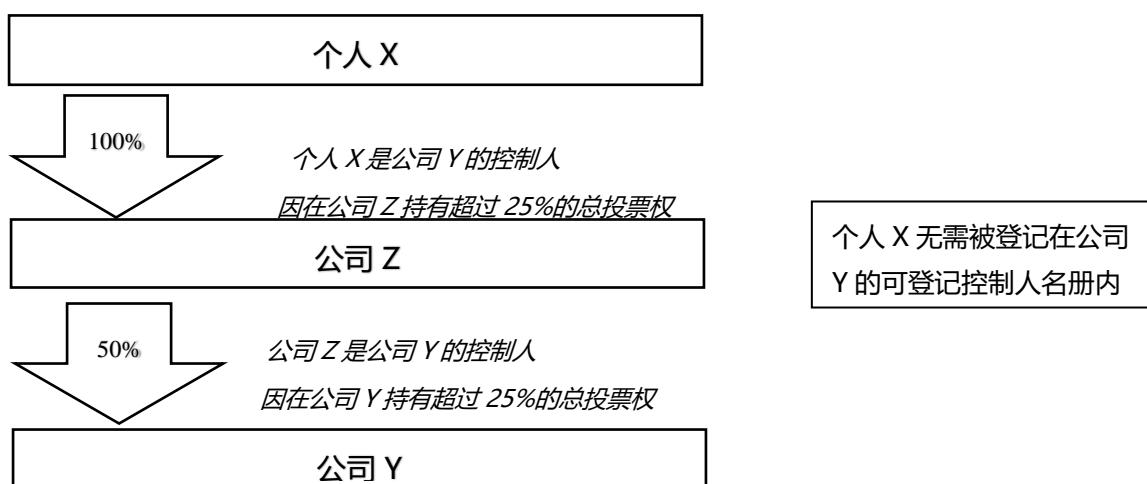 个人 X
100%
个人 X 是公司 Y 的控制人
因在公司 Z 持有超过 25%的总投票权
公司 Z
个人 X 无需被登记在公司
Y 的可登记控制人名册内
50%
公司 Z 是公司 Y 的控制人
因在公司 Y 持有超过 25%的总投票权
公司 Y